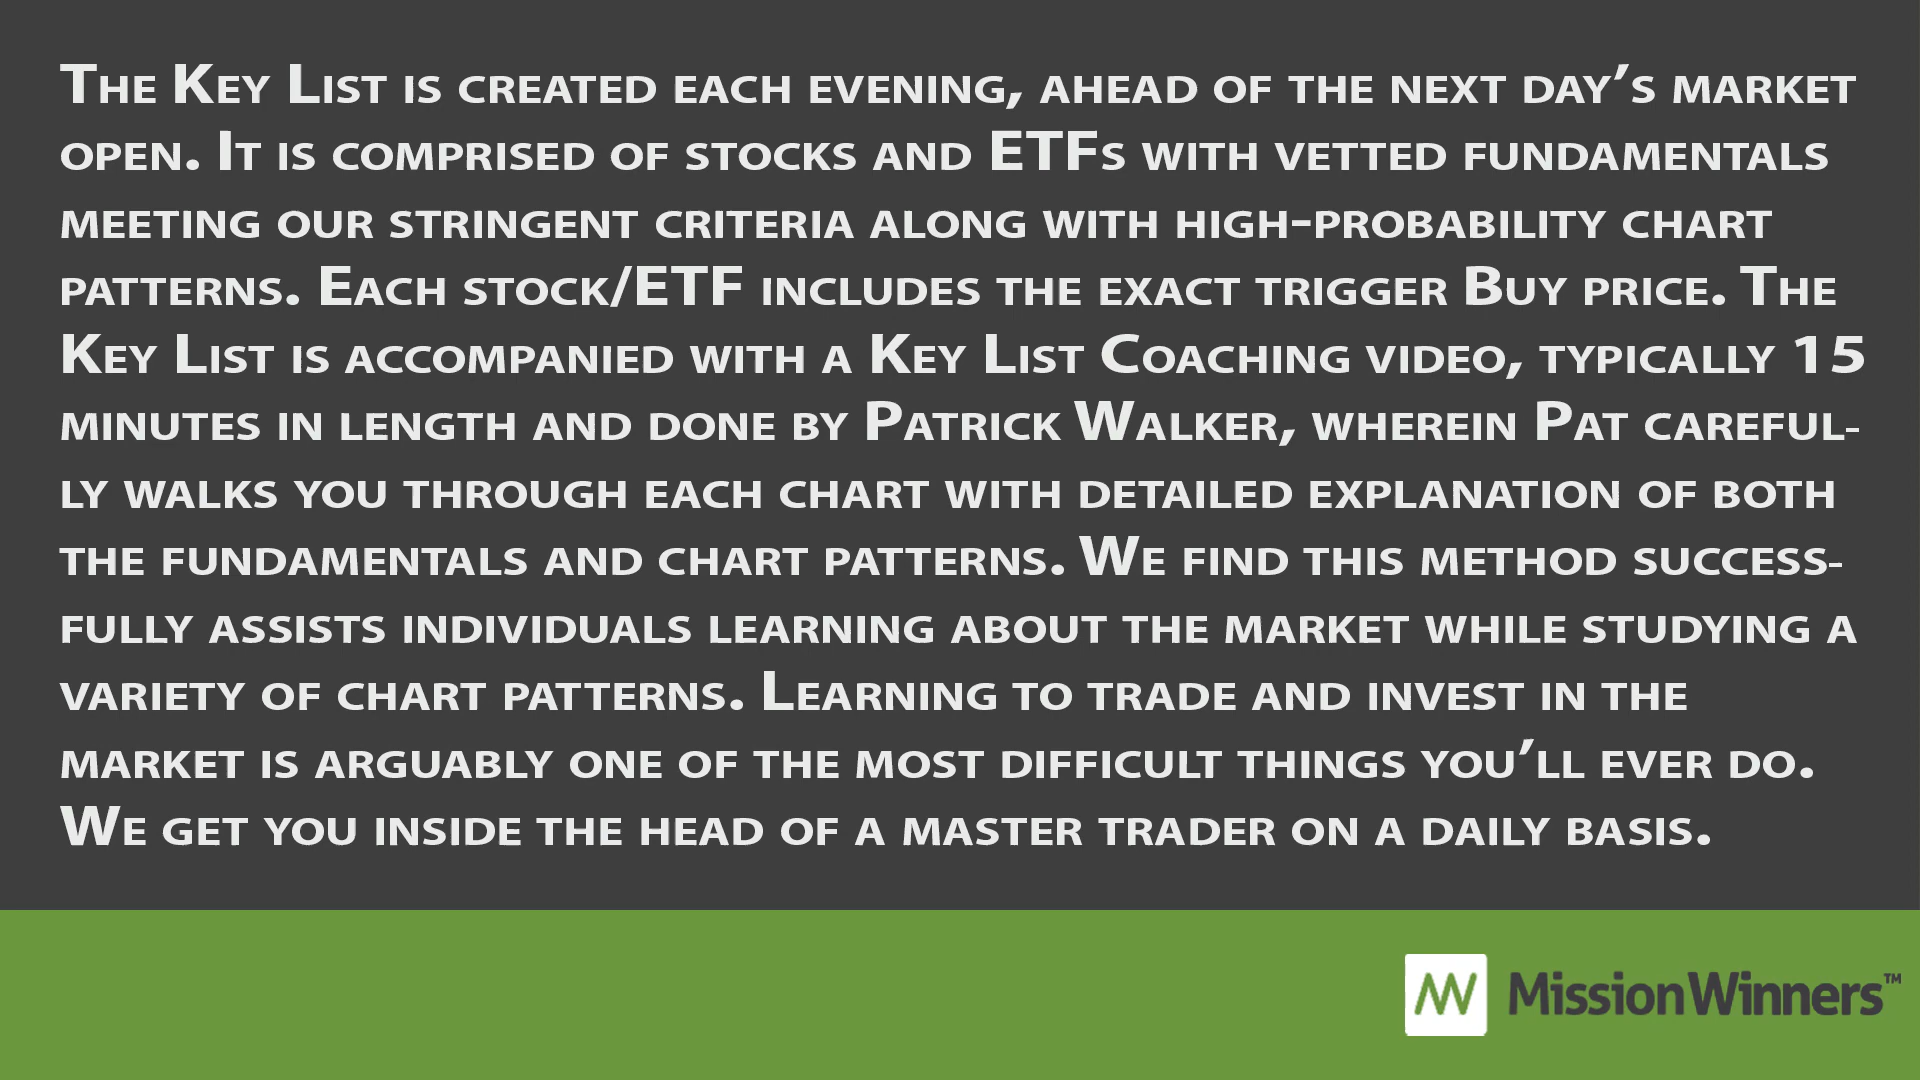 The Key List is created each evening, ahead of the next day’s market
open. It is comprised of stocks and ETFs with vetted fundamentals
meeting our stringent criteria along with high-probability chart
patterns. Each stock/ETF includes the exact trigger Buy price. The
Key List is accompanied with a Key List Coaching video, typically 15
minutes in length and done by Patrick Walker, wherein Pat careful-
ly walks you through each chart with detailed explanation of both
the fundamentals and chart patterns. We find this method success-
fully assists individuals learning about the market while studying a
variety of chart patterns. Learning to trade and invest in the
market is arguably one of the most difficult things you’ll ever do.
We get you inside the head of a master trader on a daily basis.
MissionWinners™